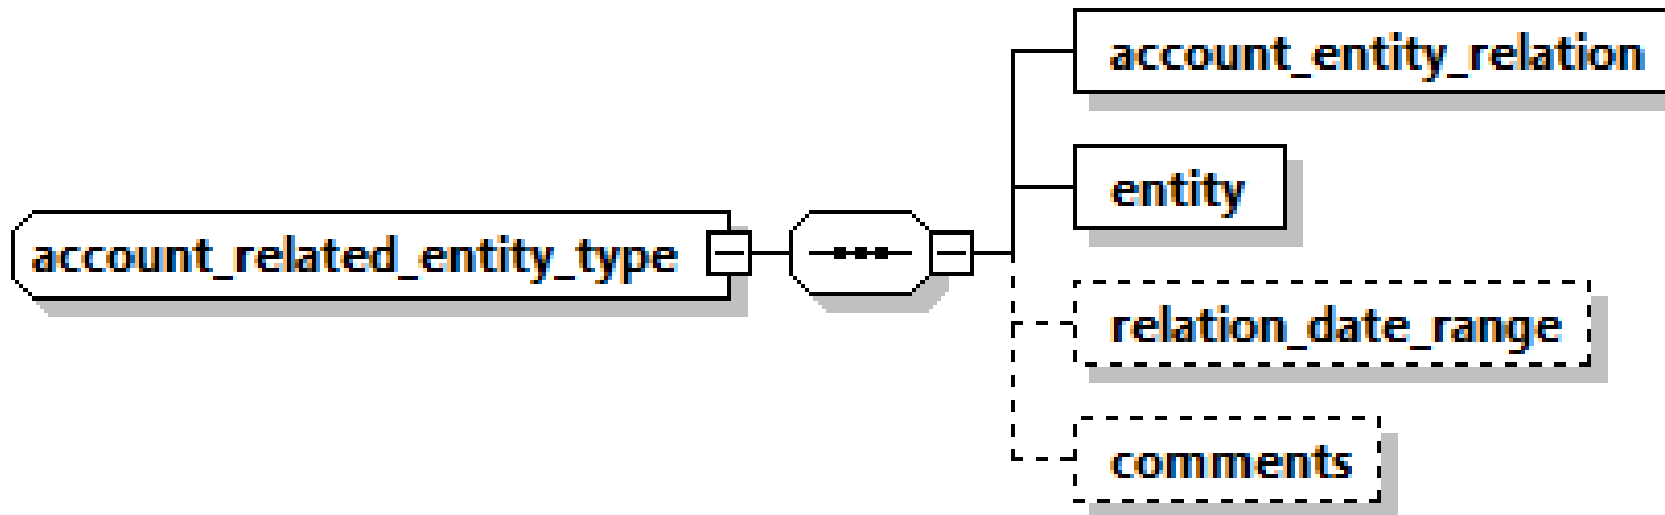 account_entity_relation
entity
account_related_entity_type
relation_date_range
comments